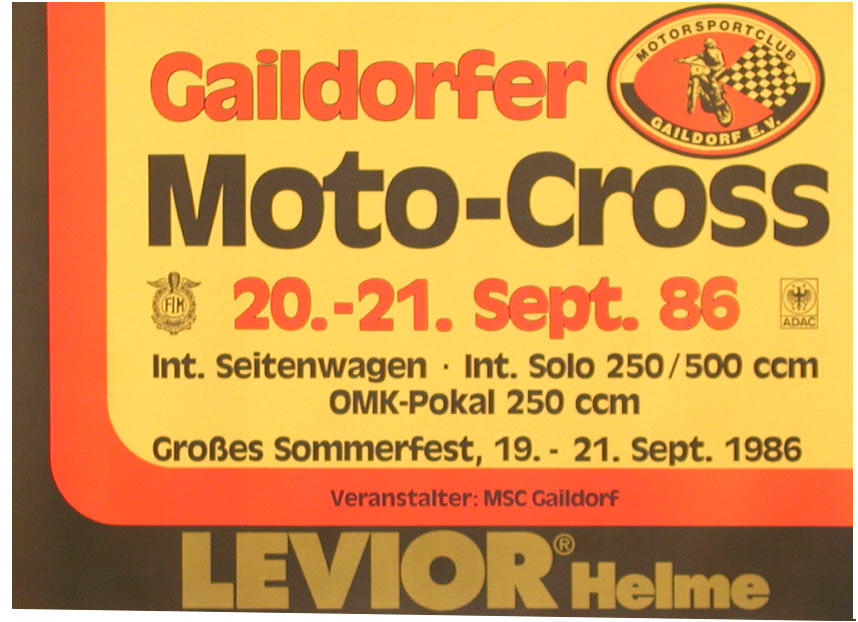 Gaildorfer
MOTORSPORTCLUB
GAILDORF E.V.
Moto-Cross
FIM
20.-21. Sept. 86
ADAC
Int. Seitenwagen · Int. Solo 250/500 ccm
OMK-Pokal 250 ccm
Großes Sommerfest, 19. - 21. Sept. 1986
Veranstalter: MSC Gaildorf
LEVIOR® Helme